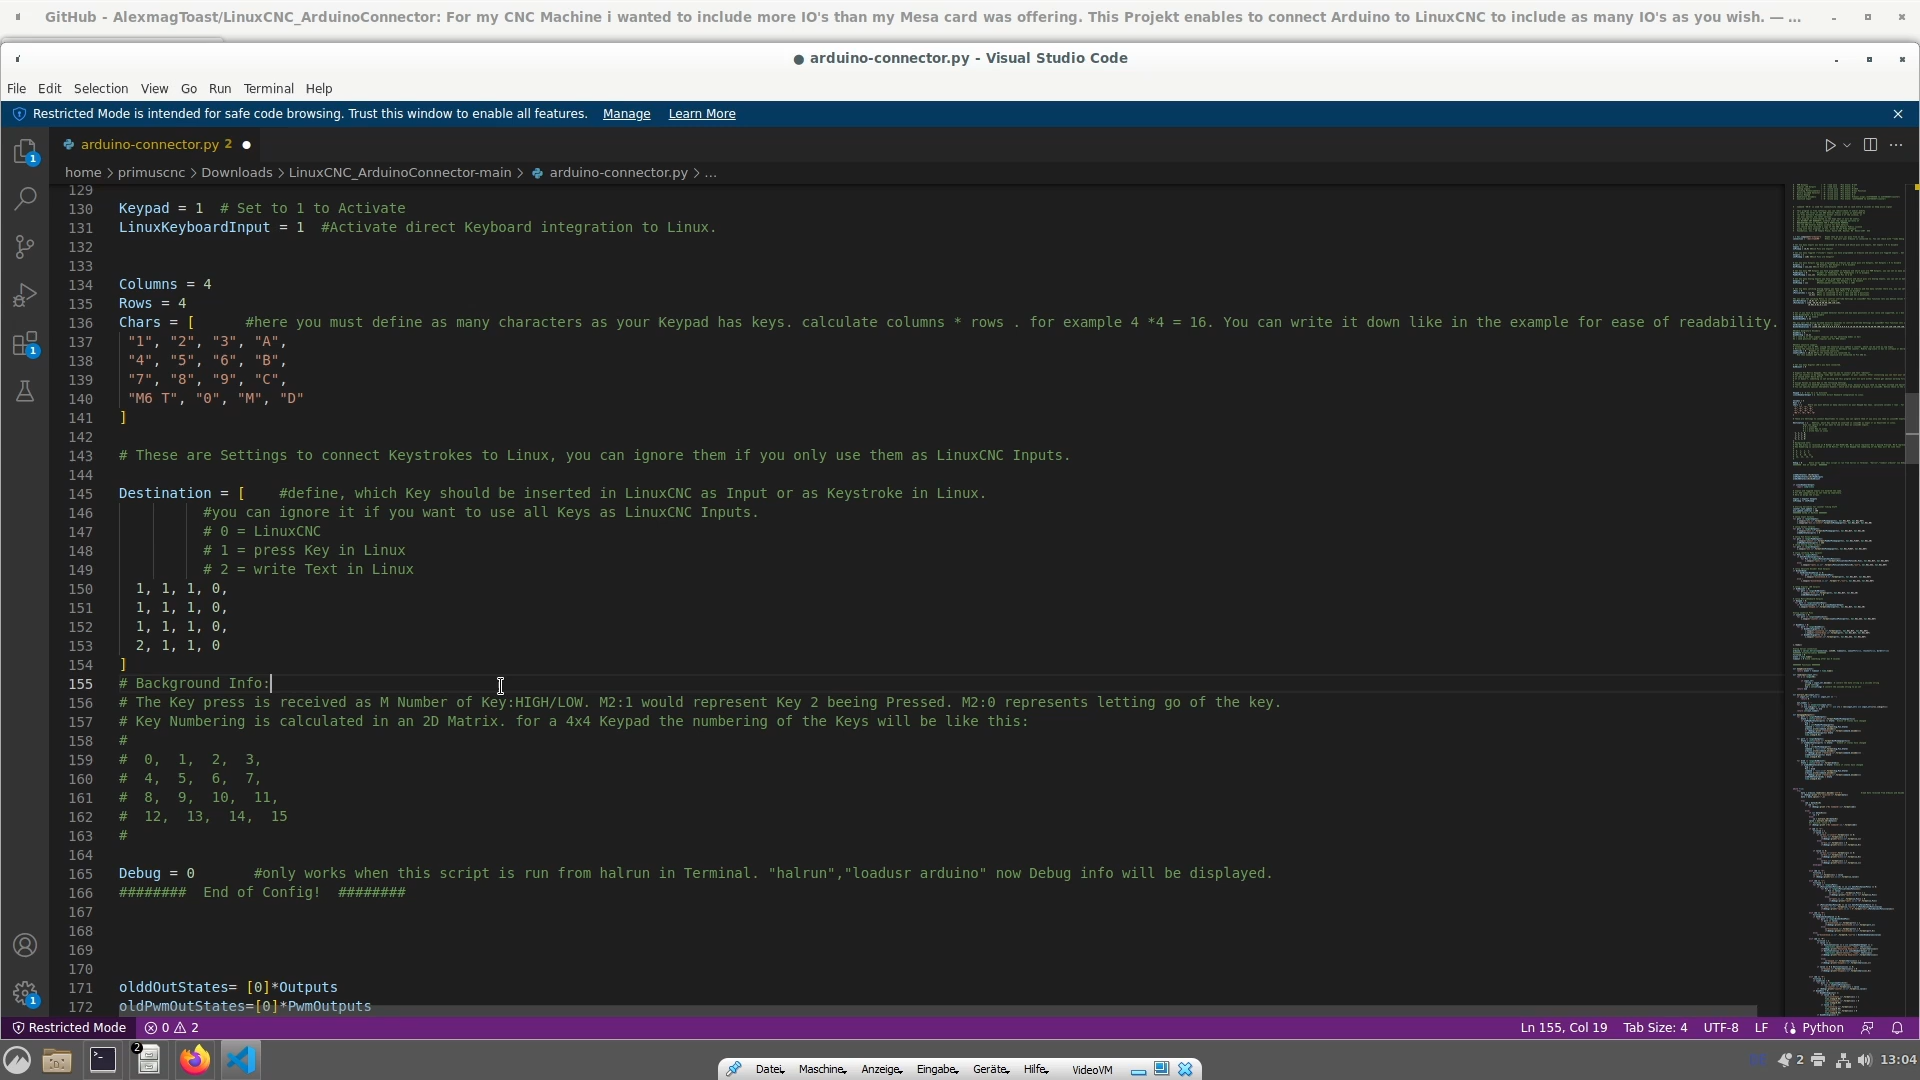 GitHub - AlexmagToast/LinuxCNC_ArduinoConnector: For my CNC Machine i wanted to include more IO's than my Mesa card was offering. This Projekt enables to connect Arduino to LinuxCNC to include as many IO's as you wish. — ...
● arduino-connector.py - Visual Studio Code
File Edit Selection View Go Run Terminal Help
Restricted Mode is intended for safe code browsing. Trust this window to enable all features. Manage Learn More
arduino-connector.py 2 ●
home > primuscnc > Downloads > LinuxCNC_ArduinoConnector-main > arduino-connector.py > ...
129
130 Keypad = 1  # Set to 1 to Activate
131 LinuxKeyboardInput = 1  #Activate direct Keyboard integration to Linux.
132
133
134 Columns = 4
135 Rows = 4
136 Chars = [      #here you must define as many characters as your Keypad has keys. calculate columns * rows . for example 4 *4 = 16. You can write it down like in the example for ease of readability.
137 "1", "2", "3", "A",
138 "4", "5", "6", "B",
139 "7", "8", "9", "C",
140 "M6 T", "0", "M", "D"
141 ]
142
143 # These are Settings to connect Keystrokes to Linux, you can ignore them if you only use them as LinuxCNC Inputs.
144
145 Destination = [    #define, which Key should be inserted in LinuxCNC as Input or as Keystroke in Linux.
146 #you can ignore it if you want to use all Keys as LinuxCNC Inputs.
147 # 0 = LinuxCNC
148 # 1 = press Key in Linux
149 # 2 = write Text in Linux
150 1, 1, 1, 0,
151 1, 1, 1, 0,
152 1, 1, 1, 0,
153 2, 1, 1, 0
154 ]
155 # Background Info:
156 # The Key press is received as M Number of Key:HIGH/LOW. M2:1 would represent Key 2 beeing Pressed. M2:0 represents letting go of the key.
157 # Key Numbering is calculated in an 2D Matrix. for a 4x4 Keypad the numbering of the Keys will be like this:
158 #
159 #  0,  1,  2,  3,
160 #  4,  5,  6,  7,
161 #  8,  9,  10,  11,
162 #  12,  13,  14,  15
163 #
164
165 Debug = 0       #only works when this script is run from halrun in Terminal. "halrun","loadusr arduino" now Debug info will be displayed.
166 ########  End of Config!  ########
167
168
169
170
171 olddOutStates= [0]*Outputs
172 oldPwmOutStates=[0]*PwmOutputs
1
1
1
Restricted Mode 0 2 Ln 155, Col 19 Tab Size: 4 UTF-8 LF Python
2 Datei Maschine Anzeige Eingabe Geräte Hilfe VideoVM 2 13:04